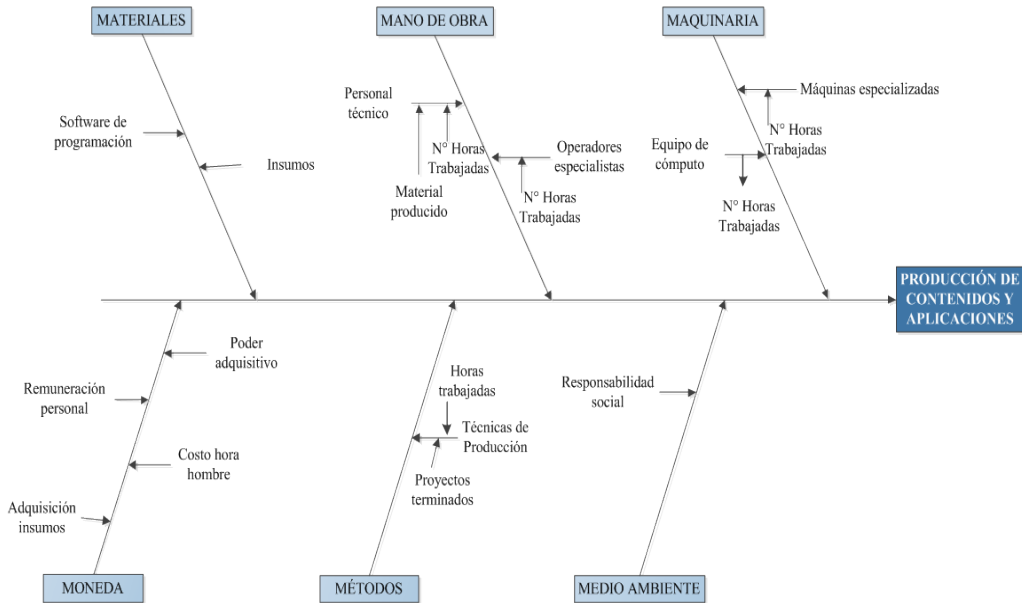 MATERIALES
MANO DE OBRA
MAQUINARIA
Software de
programación
Insumos
Personal
técnico
N° Horas
Trabajadas
Material
producido
Operadores
especialistas
N° Horas
Trabajadas
Máquinas especializadas
N° Horas
Trabajadas
Equipo de
cómputo
N° Horas
Trabajadas
PRODUCCIÓN DE
CONTENIDOS Y
APLICACIONES
Poder
adquisitivo
Remuneración
personal
Costo hora
hombre
Adquisición
insumos
Horas
trabajadas
Técnicas de
Producción
Proyectos
terminados
Responsabilidad
social
MONEDA
MÉTODOS
MEDIO AMBIENTE